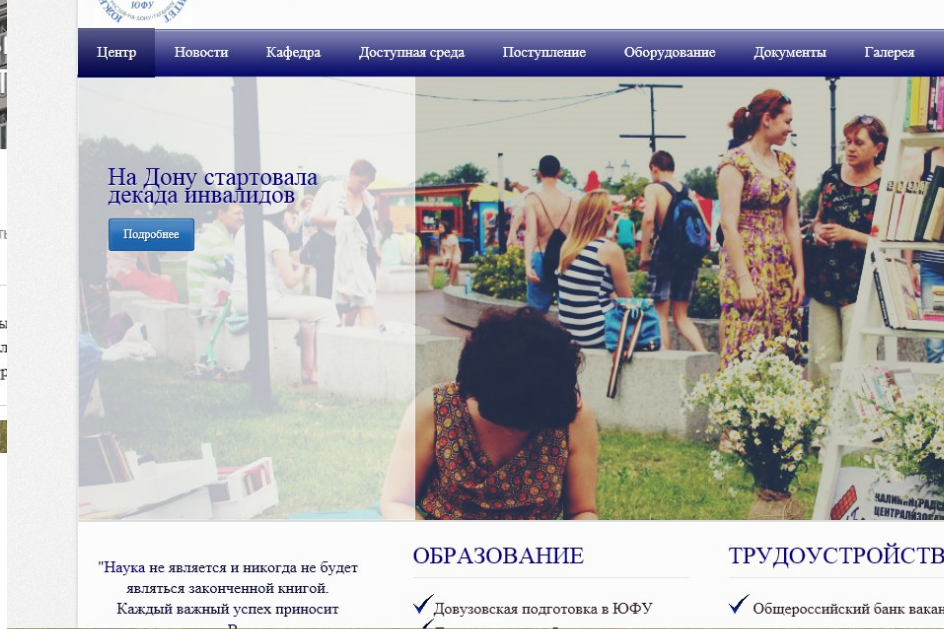 ЮФУ
Центр Новости Кафедра Доступная среда Поступление Оборудование Документы Галерея
На Дону стартовала
декада инвалидов
Подробнее
"Наука не является и никогда не будет
являться законченной книгой.
Каждый важный успех приносит
ОБРАЗОВАНИЕ
Довузовская подготовка в ЮФУ
ТРУДОУСТРОЙСТВ
Общероссийский банк вакан